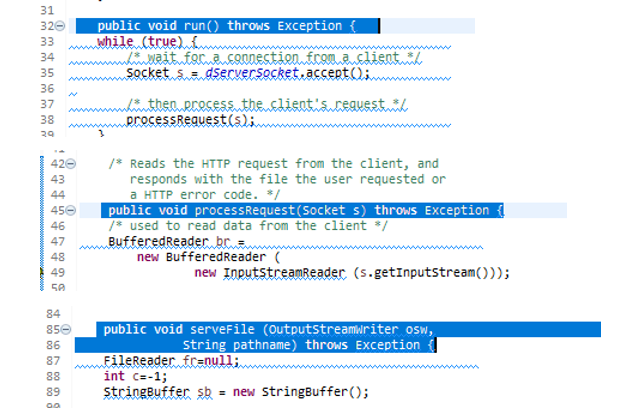 31
32 public void run() throws Exception {
33 while (true) {
34 /* wait for a connection from a client */
35 Socket s = dServerSocket.accept();
36
37 /* then process the client's request */
38 processRequest(s);
39 }
42 /* Reads the HTTP request from the client, and
43 responds with the file the user requested or
44 a HTTP error code. */
45 public void processRequest(Socket s) throws Exception {
46 /* used to read data from the client */
47 BufferedReader br =
48 new BufferedReader (
49 new InputStreamReader (s.getInputStream()));
50
84
85 public void serveFile (OutputStreamWriter osw,
86 String pathname) throws Exception {
87 FileReader fr=null;
88 int c=-1;
89 StringBuffer sb = new StringBuffer();